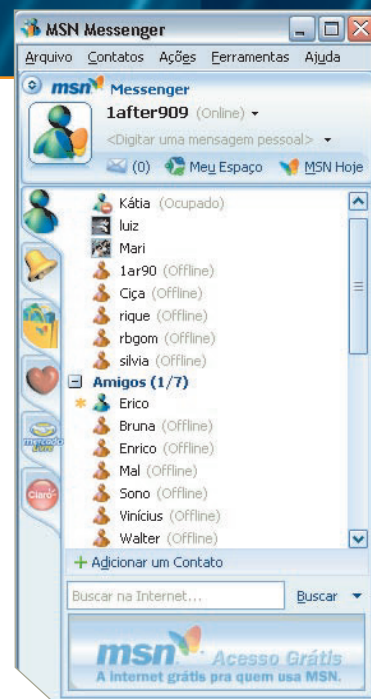 MSN Messenger
Arquivo Contatos Ações Ferramentas Ajuda
msn Messenger
1after909 (Online)
<Digitar uma mensagem pessoal>
(0) Meu Espaço MSN Hoje
Kátia (Ocupado)
luiz
Mari
1ar90 (Offline)
Ciça (Offline)
rique (Offline)
rbgom (Offline)
silvia (Offline)
Amigos (1/7)
Erico
Bruna (Offline)
Enrico (Offline)
Mal (Offline)
Sono (Offline)
Vinícius (Offline)
Walter (Offline)
mercado livre
Claro
+ Adicionar um Contato
Buscar na Internet... Buscar
msn Acesso Grátis
A internet grátis pra quem usa MSN.